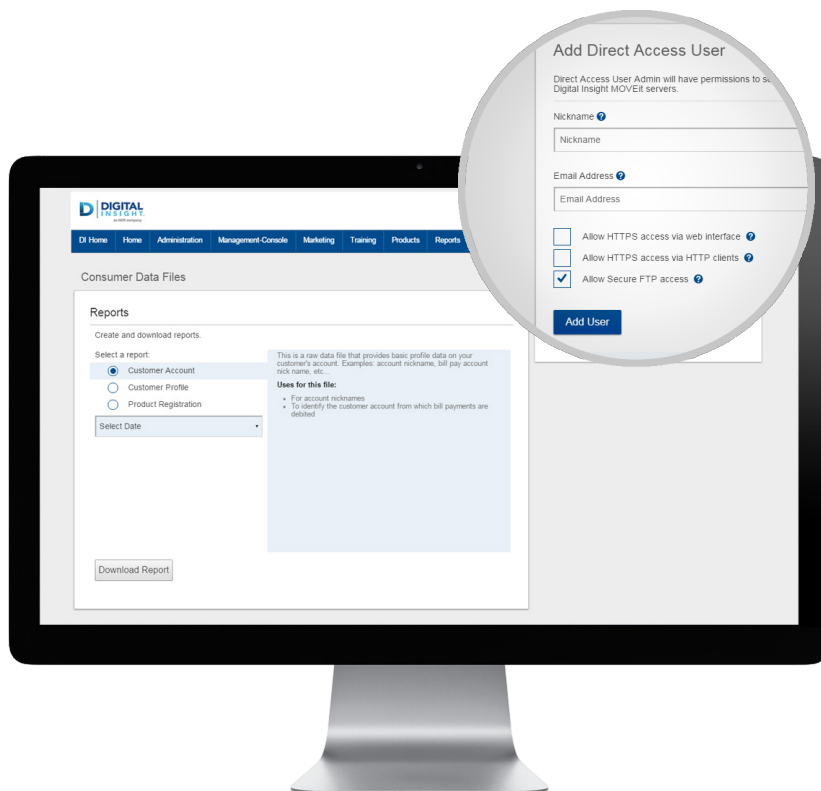 DIGITAL
INSIGHT.
an NCR company
DI Home Home Administration Management-Console Marketing Training Products Reports
Consumer Data Files
Reports
Create and download reports.
Select a report:
Customer Account
Customer Profile
Product Registration
Select Date
This is a raw data file that provides basic profile data on your
customer's account. Examples: account nickname, bill pay account
nick name, etc...
Uses for this file:
• For account nicknames
• To identify the customer account from which bill payments are
debited
Download Report
Add Direct Access User
Direct Access User Admin will have permissions to
Digital Insight MOVEit servers.
Nickname ?
Nickname
Email Address ?
Email Address
Allow HTTPS access via web interface ?
Allow HTTPS access via HTTP clients ?
Allow Secure FTP access ?
Add User